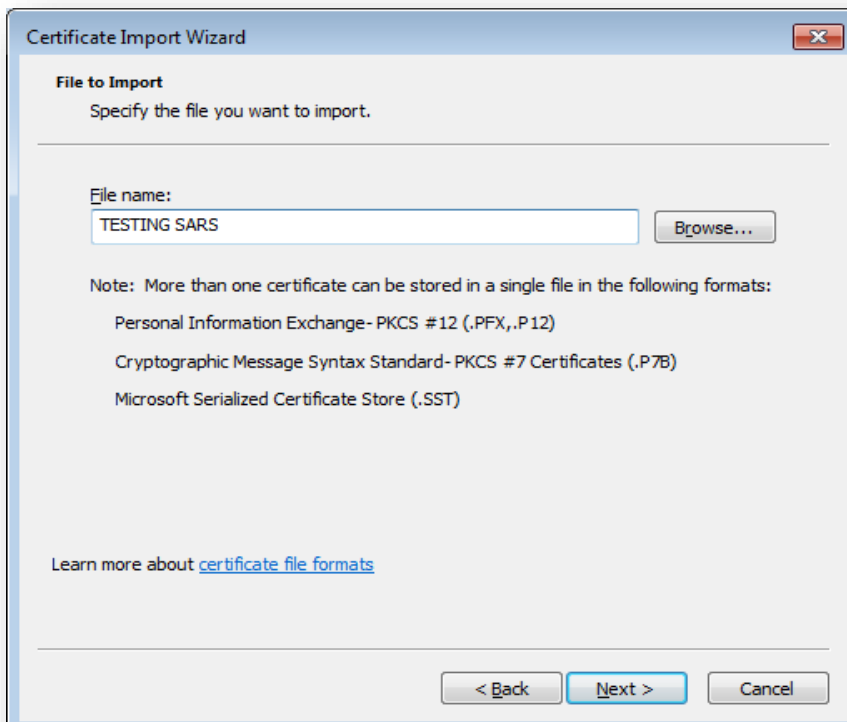 Certificate Import Wizard
File to Import
Specify the file you want to import.
File name:
TESTING SARS
Browse...
Note: More than one certificate can be stored in a single file in the following formats:
Personal Information Exchange- PKCS #12 (.PFX,.P12)
Cryptographic Message Syntax Standard- PKCS #7 Certificates (.P7B)
Microsoft Serialized Certificate Store (.SST)
Learn more about certificate file formats
< Back
Next >
Cancel